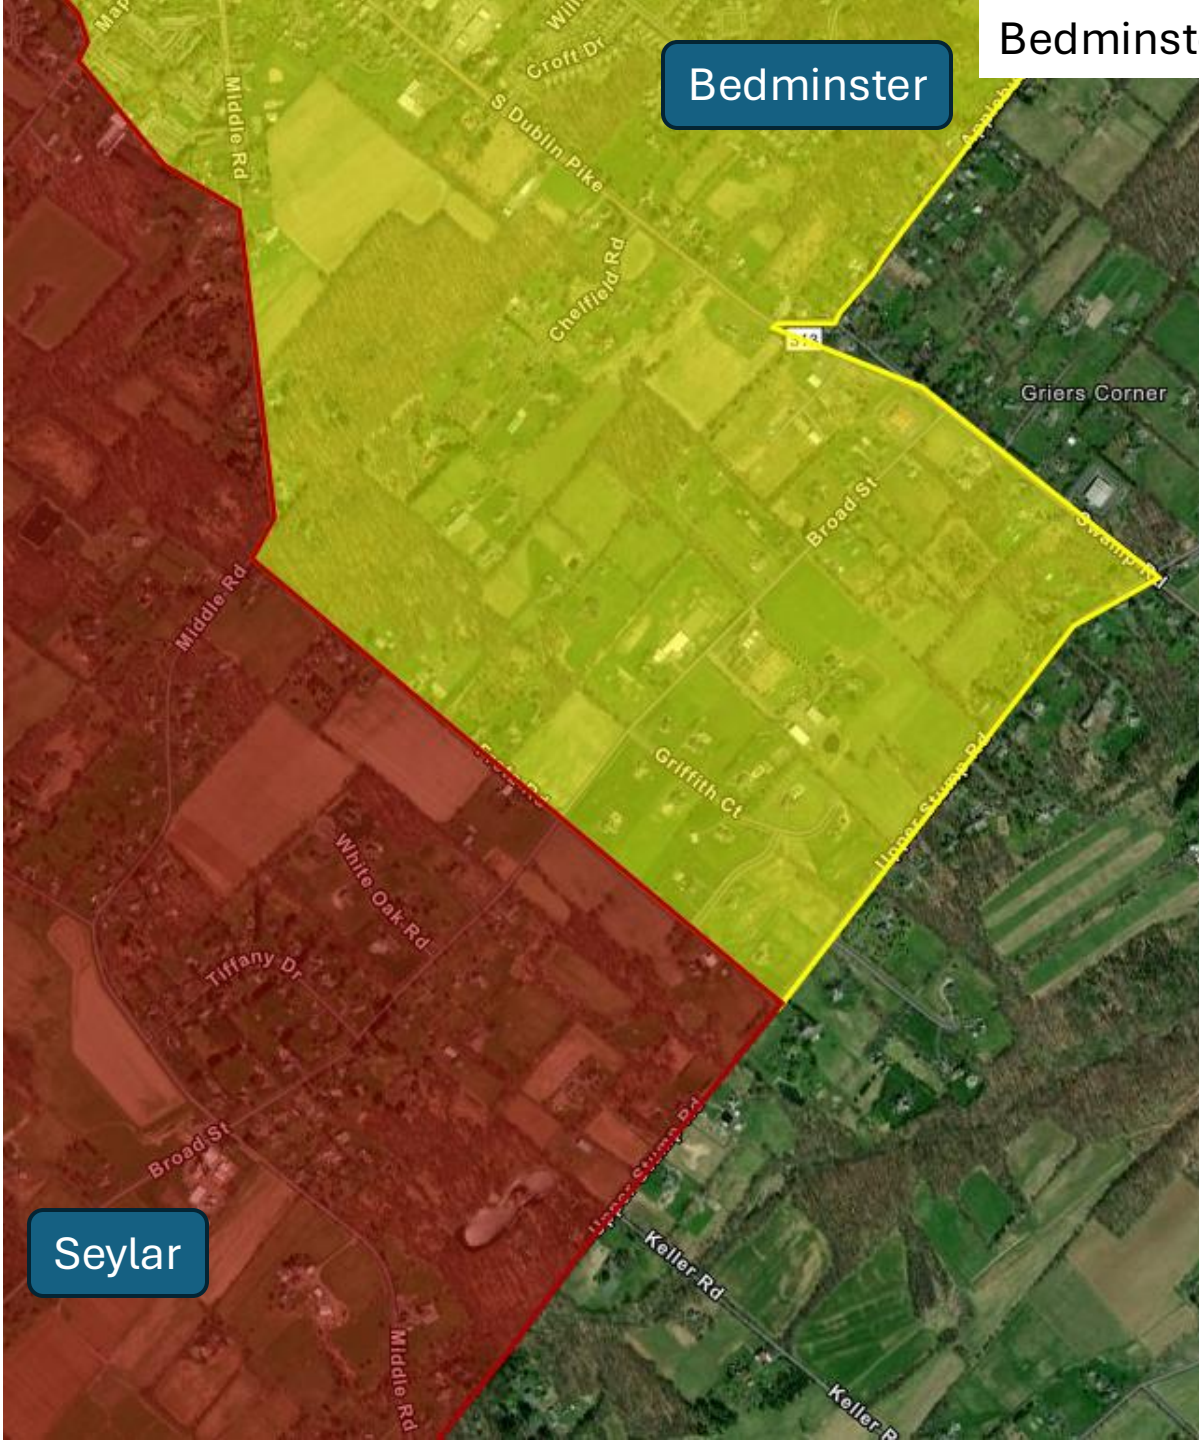 Map
Middle Rd
Croft Dr
S Dublin Pike
Bedminster
Bedminst
Chelfield Rd
Griers Corner
Broad St
Swamp Rd
Middle Rd
Griffith Ct
Upper Stump Rd
White Oak Rd
Tiffany Dr
Broad St
Upper Stump Rd
Seylar
Keller Rd
Middle Rd
Keller R